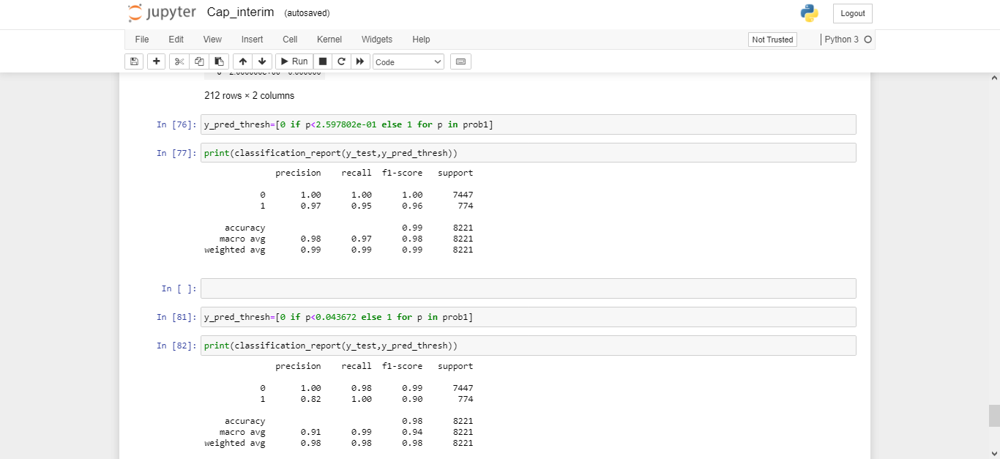 jupyter Cap_interim (autosaved) Logout
File Edit View Insert Cell Kernel Widgets Help Not Trusted Python 3
Run Code
212 rows × 2 columns
In [76]: y_pred_thresh=[0 if p<2.597802e-01 else 1 for p in prob1]
In [77]: print(classification_report(y_test,y_pred_thresh))
precision recall f1-score support
0 1.00 1.00 1.00 7447
1 0.97 0.95 0.96 774
accuracy 0.99 8221
macro avg 0.98 0.97 0.98 8221
weighted avg 0.99 0.99 0.99 8221
In [ ]:
In [81]: y_pred_thresh=[0 if p<0.043672 else 1 for p in prob1]
In [82]: print(classification_report(y_test,y_pred_thresh))
precision recall f1-score support
0 1.00 0.98 0.99 7447
1 0.82 1.00 0.90 774
accuracy 0.98 8221
macro avg 0.91 0.99 0.94 8221
weighted avg 0.98 0.98 0.98 8221